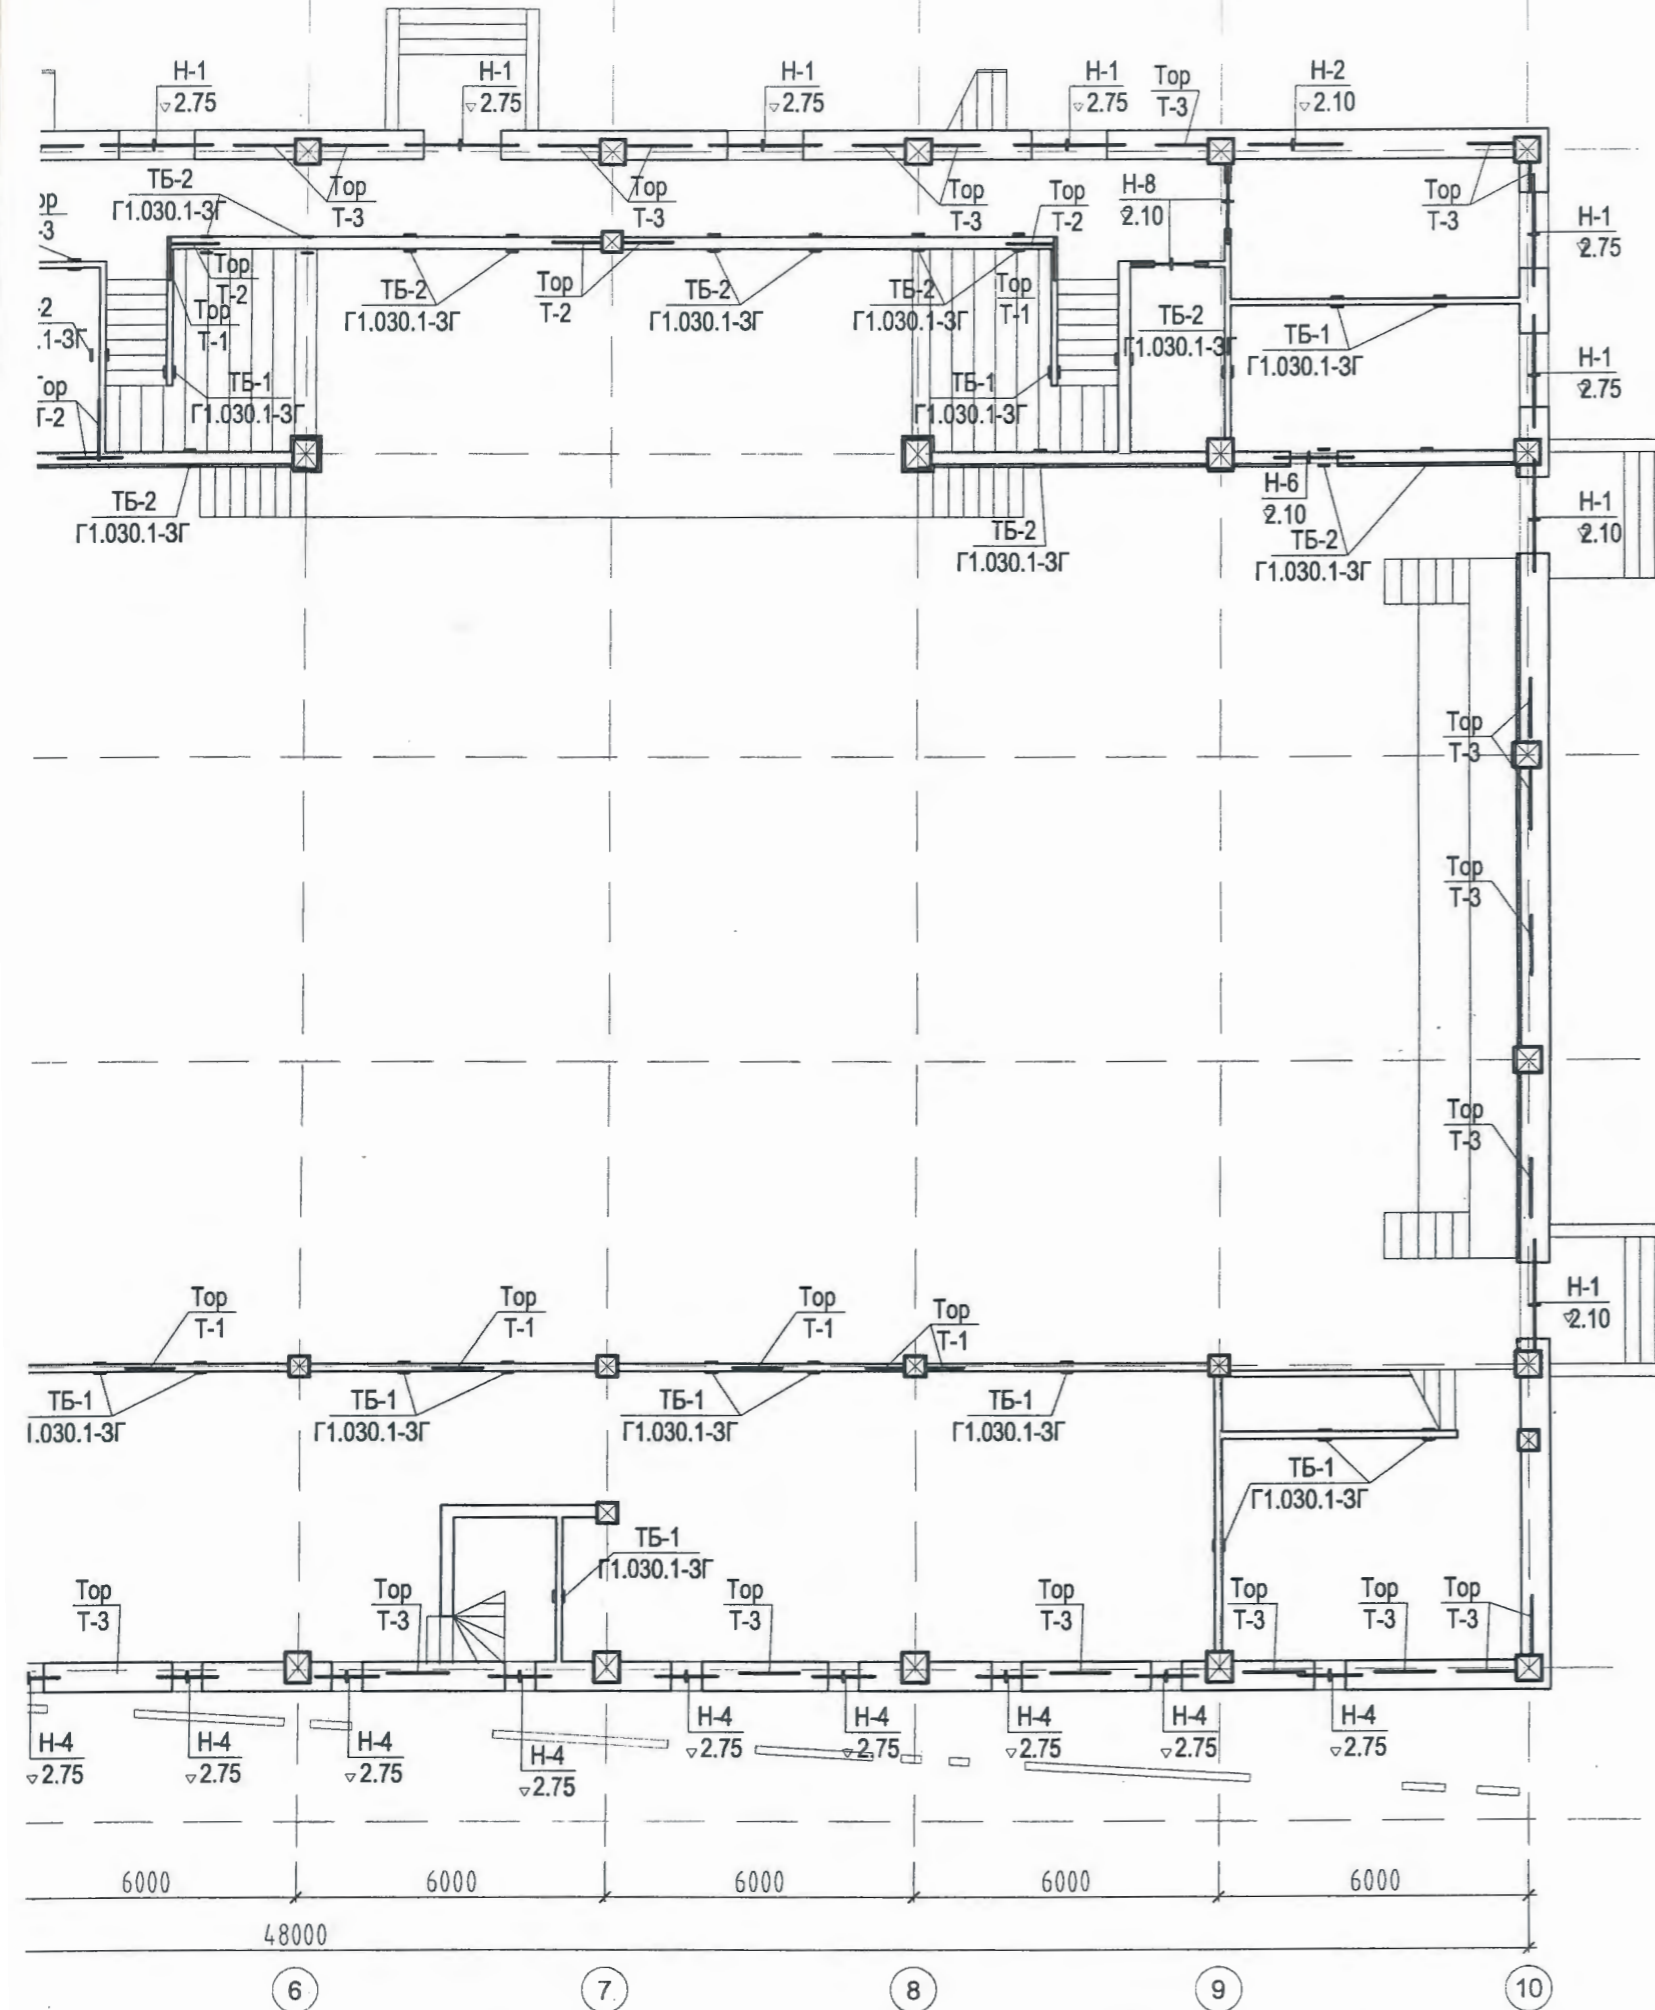 Н-1
▽2.75
Н-1
▽2.75
Н-1
▽2.75
Н-1
▽2.75
Тор
Т-3
Н-2
▽2.10
ТБ-2
Г1.030.1-3Г
Тор
Т-3
Тор
Т-3
Тор
Т-3
Тор
Т-2
Н-8
2.10
Тор
Т-3
Н-1
2.75
ор
-3
Тор
Т-2
Тор
Т-1
ТБ-2
Г1.030.1-3Г
Тор
Т-2
ТБ-2
Г1.030.1-3Г
ТБ-2
Г1.030.1-3Г
Тор
Т-1
ТБ-2
Г1.030.1-3Г
ТБ-1
Г1.030.1-3Г
Н-1
2.75
-2
.1-3Г
ор
Т-2
ТБ-1
Г1.030.1-3Г
ТБ-1
Г1.030.1-3Г
ТБ-2
Г1.030.1-3Г
ТБ-2
Г1.030.1-3Г
Н-6
2.10
ТБ-2
Г1.030.1-3Г
Н-1
2.10
Тор
Т-3
Тор
Т-3
Тор
Т-3
Н-1
2.10
Тор
Т-1
Тор
Т-1
Тор
Т-1
Тор
Т-1
ТБ-1
1.030.1-3Г
ТБ-1
Г1.030.1-3Г
ТБ-1
Г1.030.1-3Г
ТБ-1
Г1.030.1-3Г
ТБ-1
Г1.030.1-3Г
ТБ-1
Г1.030.1-3Г
Тор
Т-3
Тор
Т-3
Тор
Т-3
Тор
Т-3
Тор
Т-3
Тор
Т-3
Тор
Т-3
Н-4
▽2.75
Н-4
▽2.75
Н-4
▽2.75
Н-4
▽2.75
Н-4
▽2.75
Н-4
▽2.75
Н-4
▽2.75
Н-4
▽2.75
Н-4
▽2.75
6000 6000 6000 6000 6000
48000
6 7 8 9 10